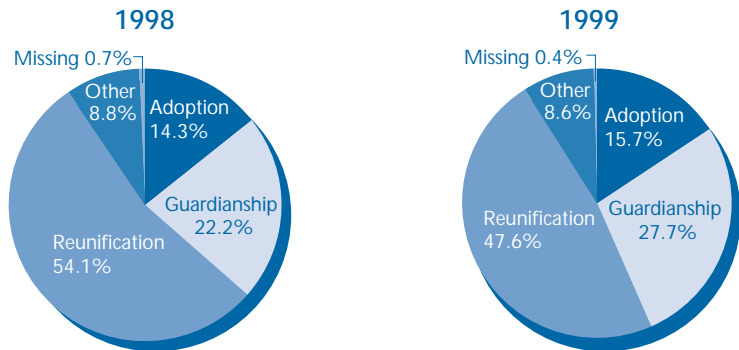 1998
Missing 0.7%
Other
8.8%
Adoption
14.3%
Guardianship
22.2%
Reunification
54.1%
1999
Missing 0.4%
Other
8.6%
Adoption
15.7%
Guardianship
27.7%
Reunification
47.6%